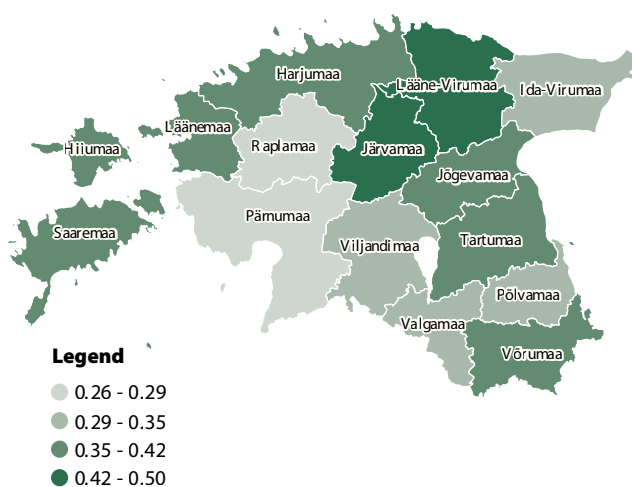 Harjumaa
Lääne-Virumaa
Ida-Virumaa
Läänemaa
Hiiumaa
Raplamaa
Järvamaa
Jõgevamaa
Pärnumaa
Saaremaa
Viljandimaa
Tartumaa
Põlvamaa
Valgamaa
Võrumaa
Legend
0.26 - 0.29
0.29 - 0.35
0.35 - 0.42
0.42 - 0.50